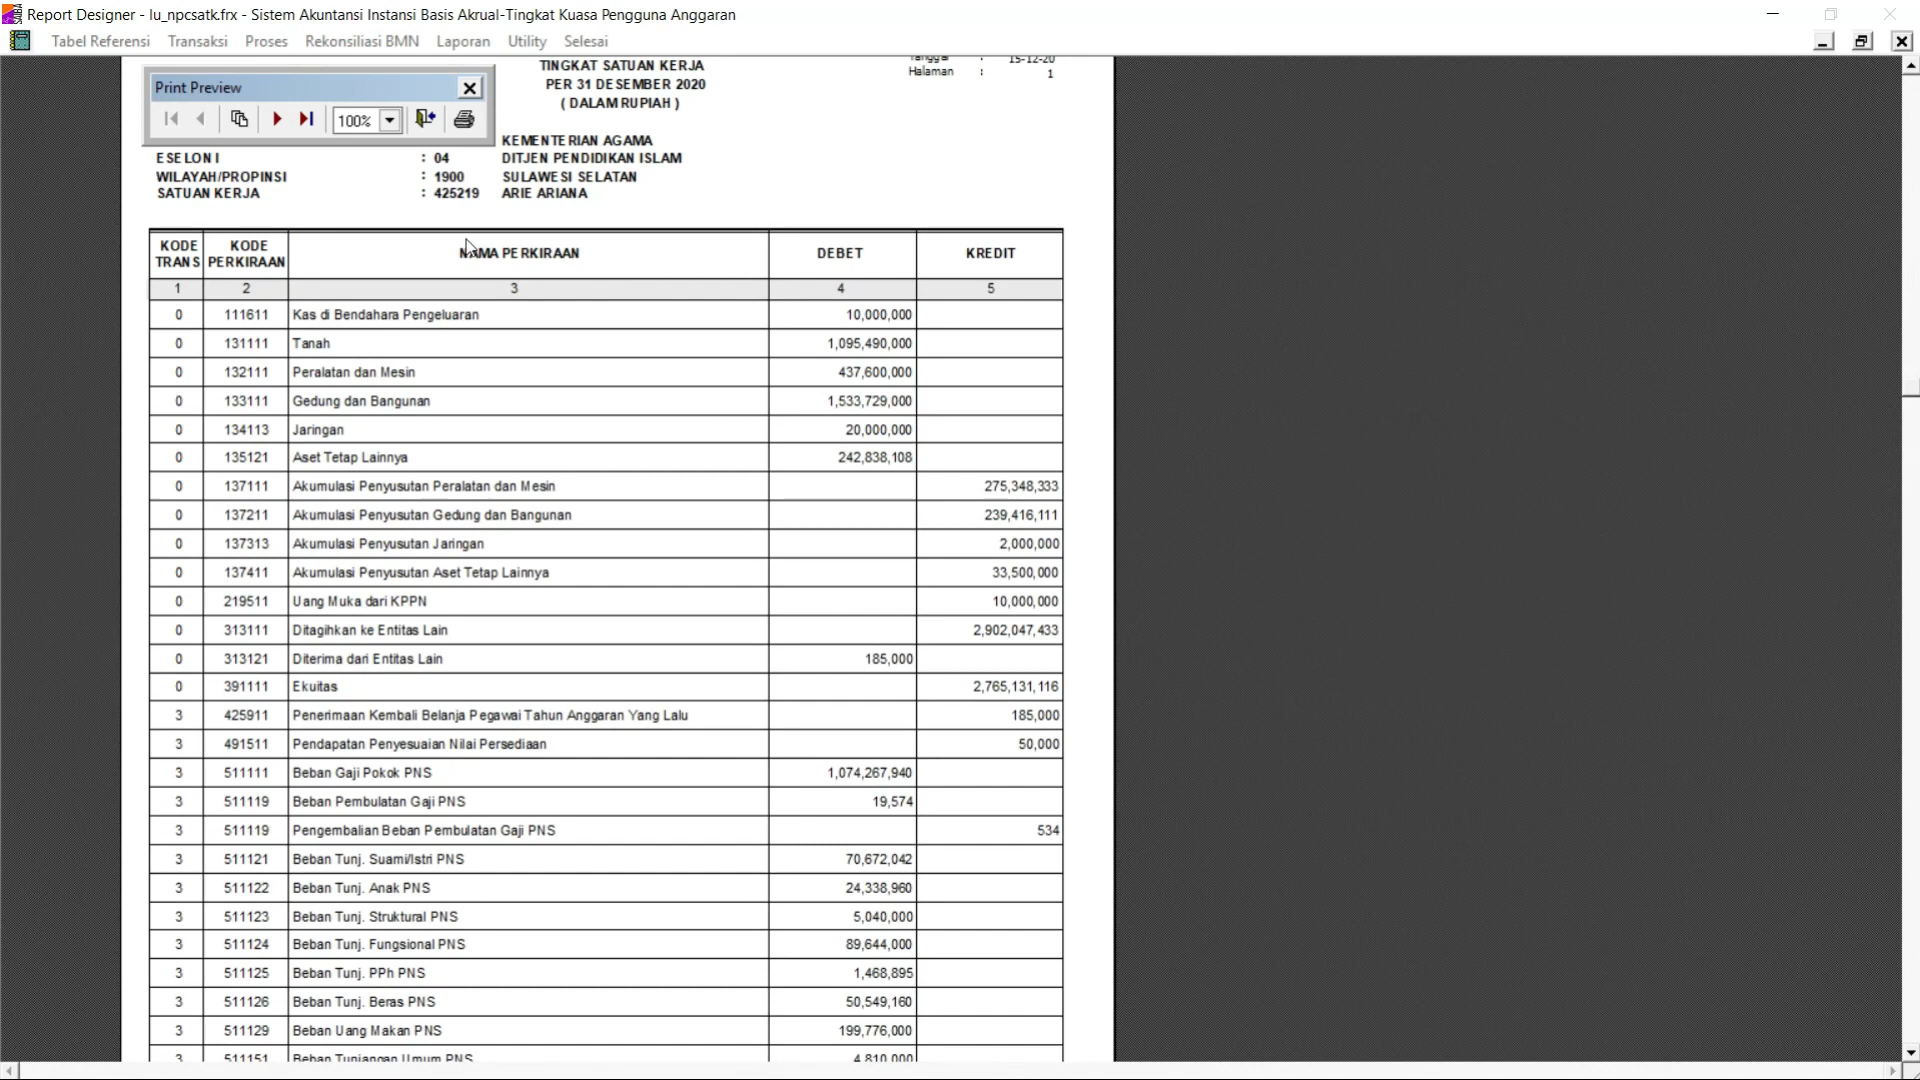 Report Designer - lu_npcsatk.frx - Sistem Akuntansi Instansi Basis Akrual-Tingkat Kuasa Pengguna Anggaran
Tabel Referensi Transaksi Proses Rekonsiliasi BMN Laporan Utility Selesai
Tanggal : 15-12-20
TINGKAT SATUAN KERJA
Halaman : 1
PER 31 DESEMBER 2020
( DALAM RUPIAH )
Print Preview
100%
KEMENTERIAN AGAMA
ESELON I : 04 DITJEN PENDIDIKAN ISLAM
WILAYAH/PROPINSI : 1900 SULAWESI SELATAN
SATUAN KERJA : 425219 ARIE ARIANA
KODE TRANS KODE PERKIRAAN NAMA PERKIRAAN DEBET KREDIT
1 2 3 4 5
0 111611 Kas di Bendahara Pengeluaran 10,000,000
0 131111 Tanah 1,095,490,000
0 132111 Peralatan dan Mesin 437,600,000
0 133111 Gedung dan Bangunan 1,533,729,000
0 134113 Jaringan 20,000,000
0 135121 Aset Tetap Lainnya 242,838,108
0 137111 Akumulasi Penyusutan Peralatan dan Mesin 275,348,333
0 137211 Akumulasi Penyusutan Gedung dan Bangunan 239,416,111
0 137313 Akumulasi Penyusutan Jaringan 2,000,000
0 137411 Akumulasi Penyusutan Aset Tetap Lainnya 33,500,000
0 219511 Uang Muka dari KPPN 10,000,000
0 313111 Ditagihkan ke Entitas Lain 2,902,047,433
0 313121 Diterima dari Entitas Lain 185,000
0 391111 Ekuitas 2,765,131,116
3 425911 Penerimaan Kembali Belanja Pegawai Tahun Anggaran Yang Lalu 185,000
3 491511 Pendapatan Penyesuaian Nilai Persediaan 50,000
3 511111 Beban Gaji Pokok PNS 1,074,267,940
3 511119 Beban Pembulatan Gaji PNS 19,574
3 511119 Pengembalian Beban Pembulatan Gaji PNS 534
3 511121 Beban Tunj. Suami/Istri PNS 70,672,042
3 511122 Beban Tunj. Anak PNS 24,338,960
3 511123 Beban Tunj. Struktural PNS 5,040,000
3 511124 Beban Tunj. Fungsional PNS 89,644,000
3 511125 Beban Tunj. PPh PNS 1,468,895
3 511126 Beban Tunj. Beras PNS 50,549,160
3 511129 Beban Uang Makan PNS 199,776,000
3 511151 Beban Tunjangan Umum PNS 4,810,000